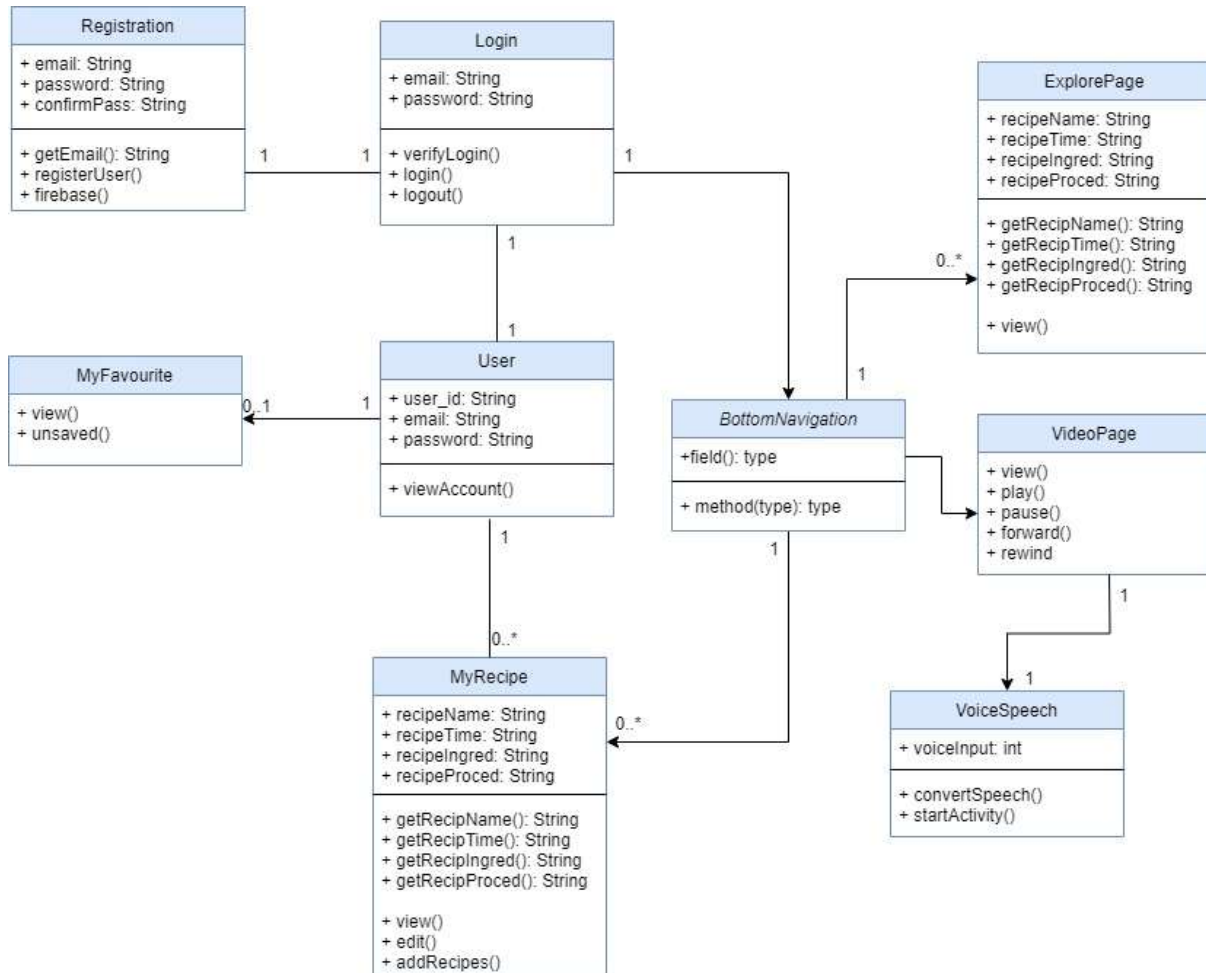 Registration
+ email: String
+ password: String
+ confirmPass: String
+ getEmail(): String
+ registerUser()
+ firebase()
1
1
Login
+ email: String
+ password: String
+ verifyLogin()
+ login()
+ logout()
1
1
1
ExplorePage
+ recipeName: String
+ recipeTime: String
+ recipeIngred: String
+ recipeProced: String
+ getRecipName(): String
+ getRecipTime(): String
+ getRecipIngred(): String
+ getRecipProced(): String
+ view()
0..*
1
MyFavourite
+ view()
+ unsaved()
0..1
1
User
+ user_id: String
+ email: String
+ password: String
+ viewAccount()
1
0..*
BottomNavigation
+field(): type
+ method(type): type
1
0..*
VideoPage
+ view()
+ play()
+ pause()
+ forward()
+ rewind
1
1
VoiceSpeech
+ voiceInput: int
+ convertSpeech()
+ startActivity()
MyRecipe
+ recipeName: String
+ recipeTime: String
+ recipeIngred: String
+ recipeProced: String
+ getRecipName(): String
+ getRecipTime(): String
+ getRecipIngred(): String
+ getRecipProced(): String
+ view()
+ edit()
+ addRecipes()